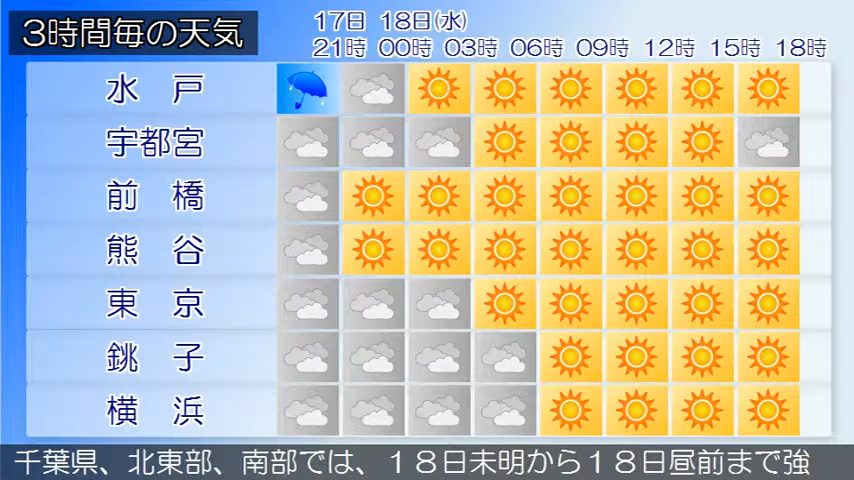 3時間毎の天気
17日 18日(水)
21時 00時 03時 06時 09時 12時 15時 18時
水 戸
宇都宮
前 橋
熊 谷
東 京
銚 子
横 浜
千葉県、北東部、南部では、18日未明から18日昼前まで強